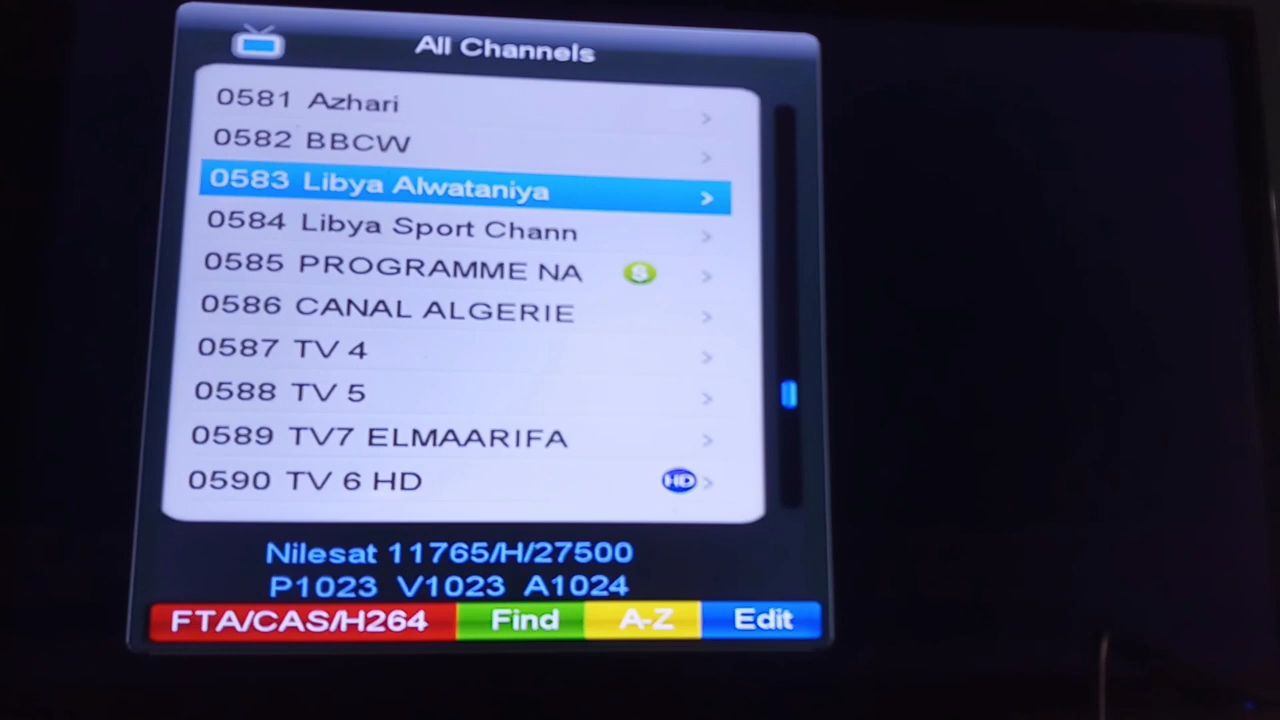 All Channels
0581 Azhari
0582 BBCW
0583 Libya Alwataniya
0584 Libya Sport Chann
0585 PROGRAMME NA S
0586 CANAL ALGERIE
0587 TV 4
0588 TV 5
0589 TV7 ELMAARIFA
0590 TV 6 HD HD
Nilesat 11765/H/27500
P1023 V1023 A1024
FTA/CAS/H264 Find A-Z Edit